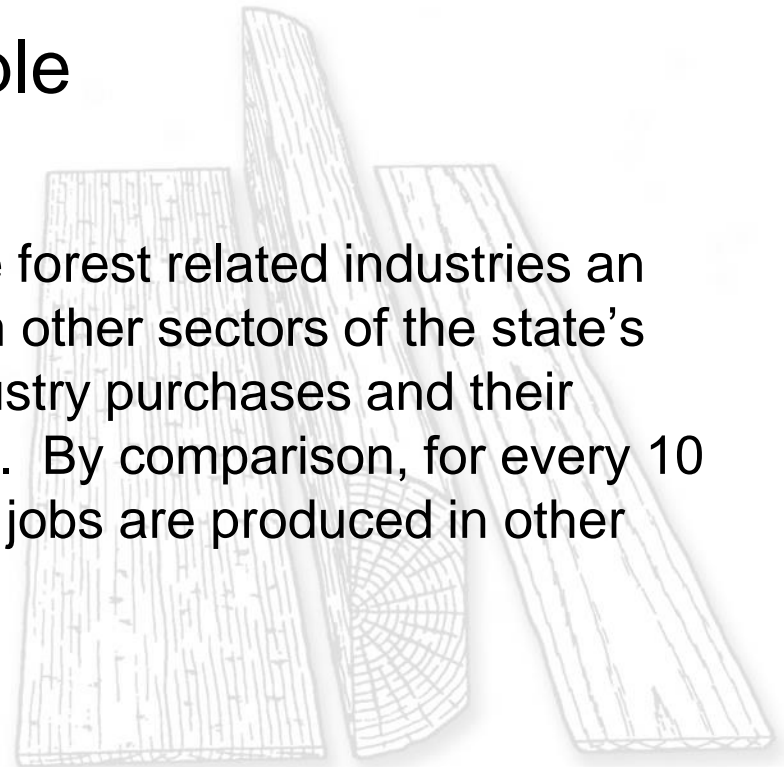 ole
forest related industries an
other sectors of the state's
ustry purchases and their
. By comparison, for every 10
jobs are produced in other